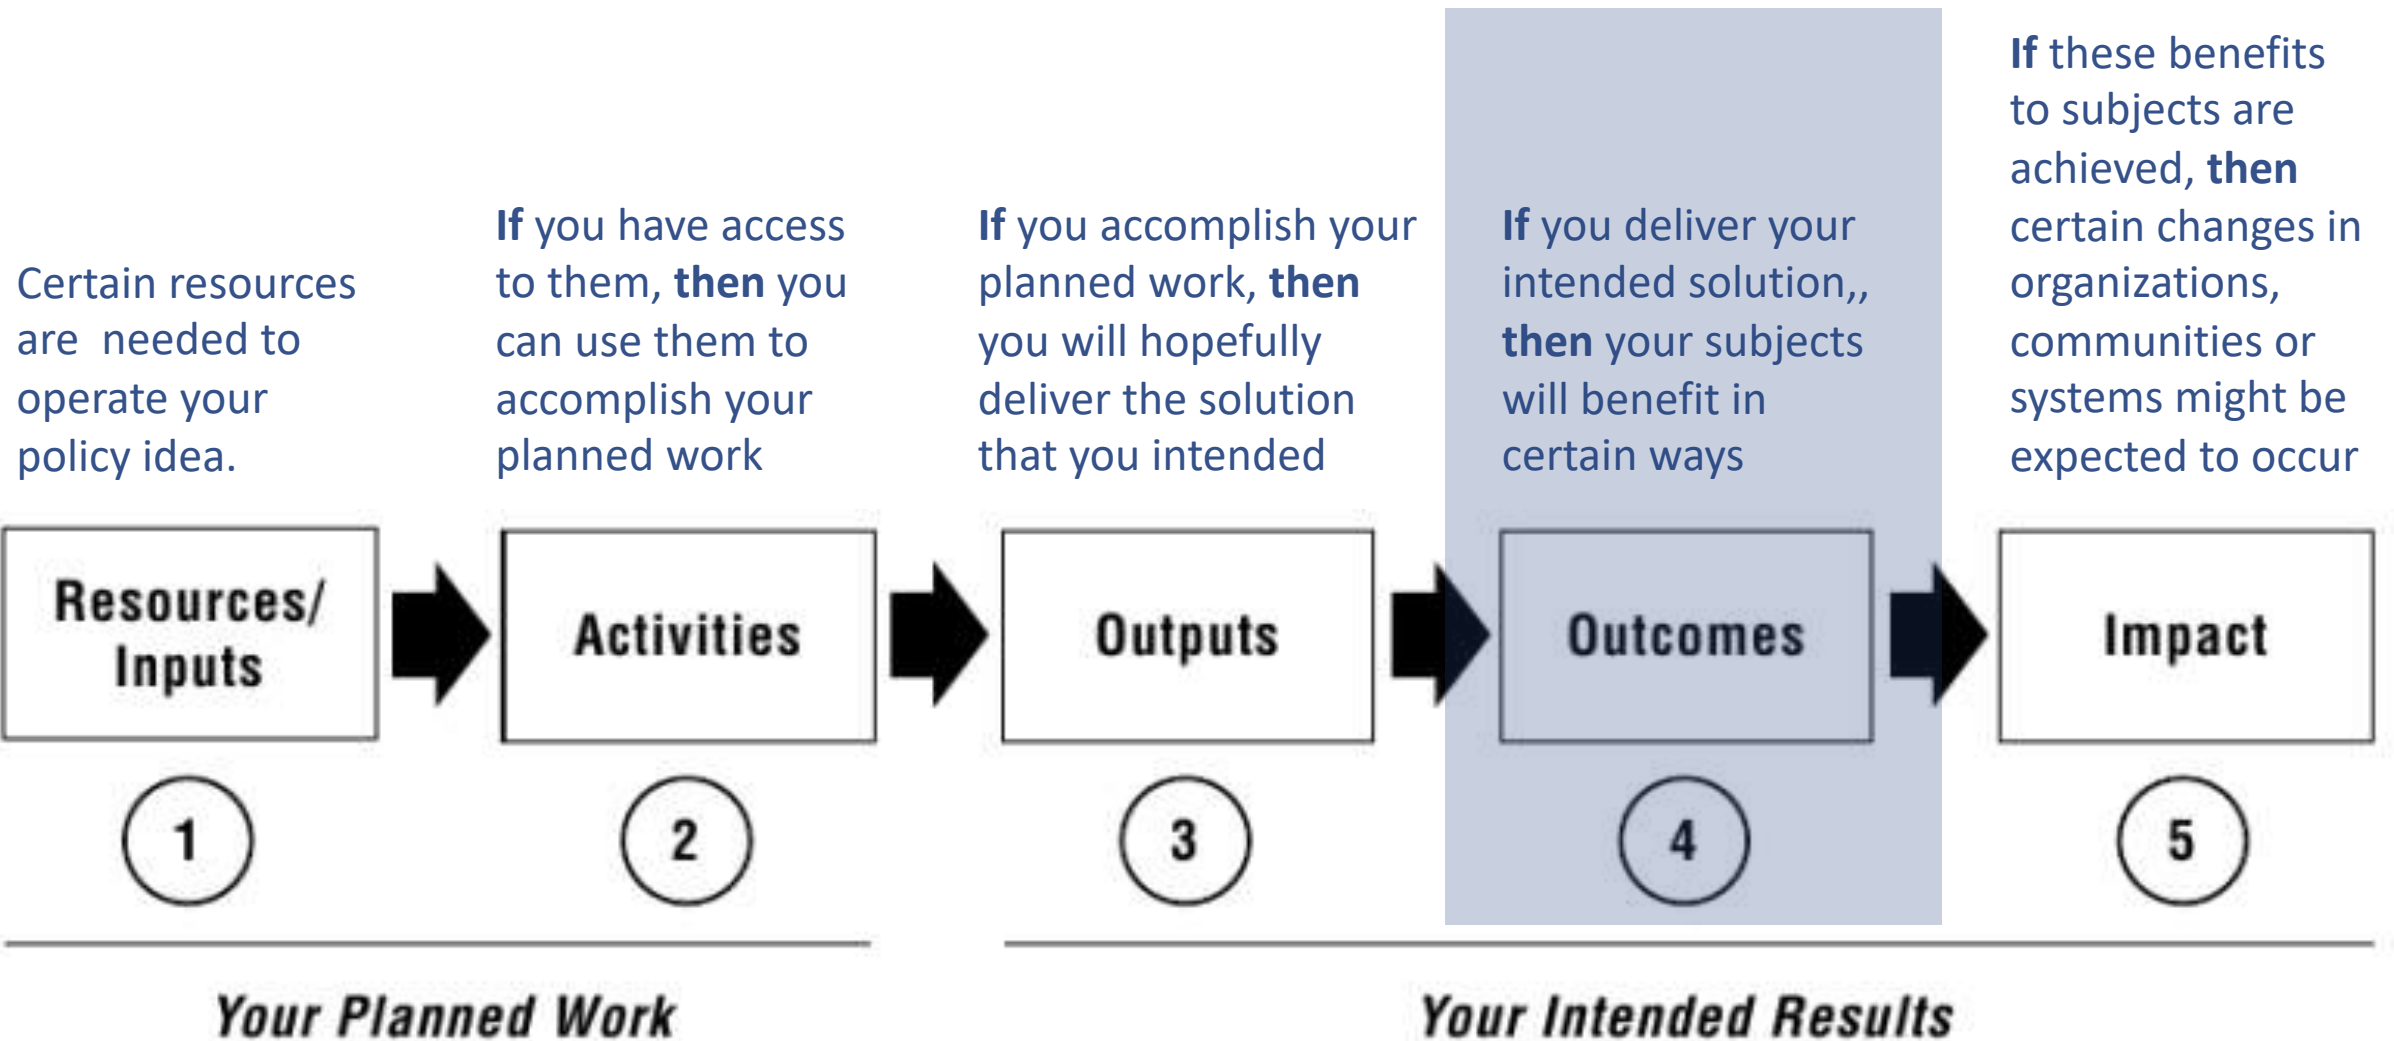 Certain resources
are  needed to
operate your
policy idea.
If you have access
to them, then you
can use them to
accomplish your
planned work
If you accomplish your
planned work, then
you will hopefully
deliver the solution
that you intended
If you deliver your
intended solution,,
then your subjects
will benefit in
certain ways
If these benefits
to subjects are
achieved, then
certain changes in
organizations,
communities or
systems might be
expected to occur
Resources/
Inputs
Activities
Outputs
Outcomes
Impact
1
2
3
4
5
Your Planned Work
Your Intended Results